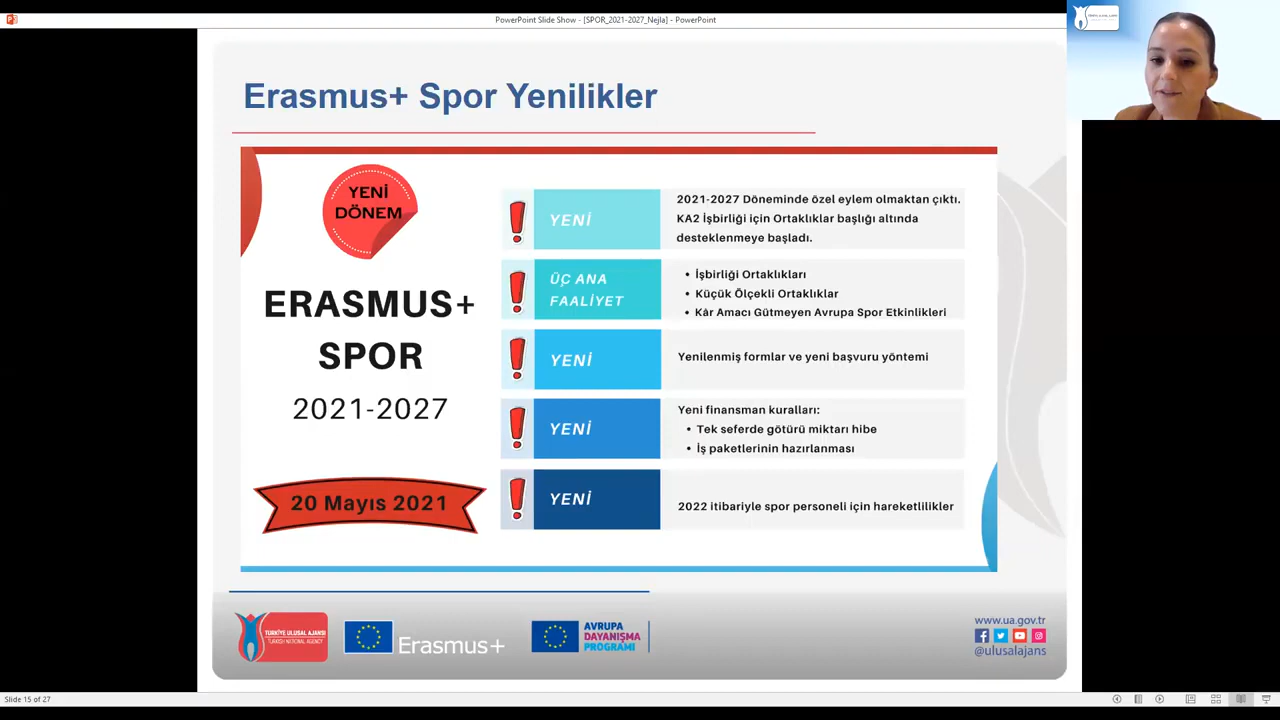 PowerPoint Slide Show - [SPOR_2021-2027_Nejla] - PowerPoint
Erasmus+ Spor Yenilikler
YENİ
DÖNEM
ERASMUS+
SPOR
2021-2027
20 Mayıs 2021
YENİ
2021-2027 Döneminde özel eylem olmaktan çıktı.
KA2 İşbirliği için Ortaklıklar başlığı altında
desteklenmeye başladı.
ÜÇ ANA
FAALİYET
• İşbirliği Ortaklıkları
• Küçük Ölçekli Ortaklıklar
• Kâr Amacı Gütmeyen Avrupa Spor Etkinlikleri
YENİ
Yenilenmiş formlar ve yeni başvuru yöntemi
YENİ
Yeni finansman kuralları:
• Tek seferde götürü miktarı hibe
• İş paketlerinin hazırlanması
YENİ
2022 itibariyle spor personeli için hareketlilikler
TÜRKİYE ULUSAL AJANSI
TURKISH NATIONAL AGENCY
Erasmus+
AVRUPA
DAYANIŞMA
PROGRAMI
www.ua.gov.tr
@ulusalajans
Slide 15 of 27